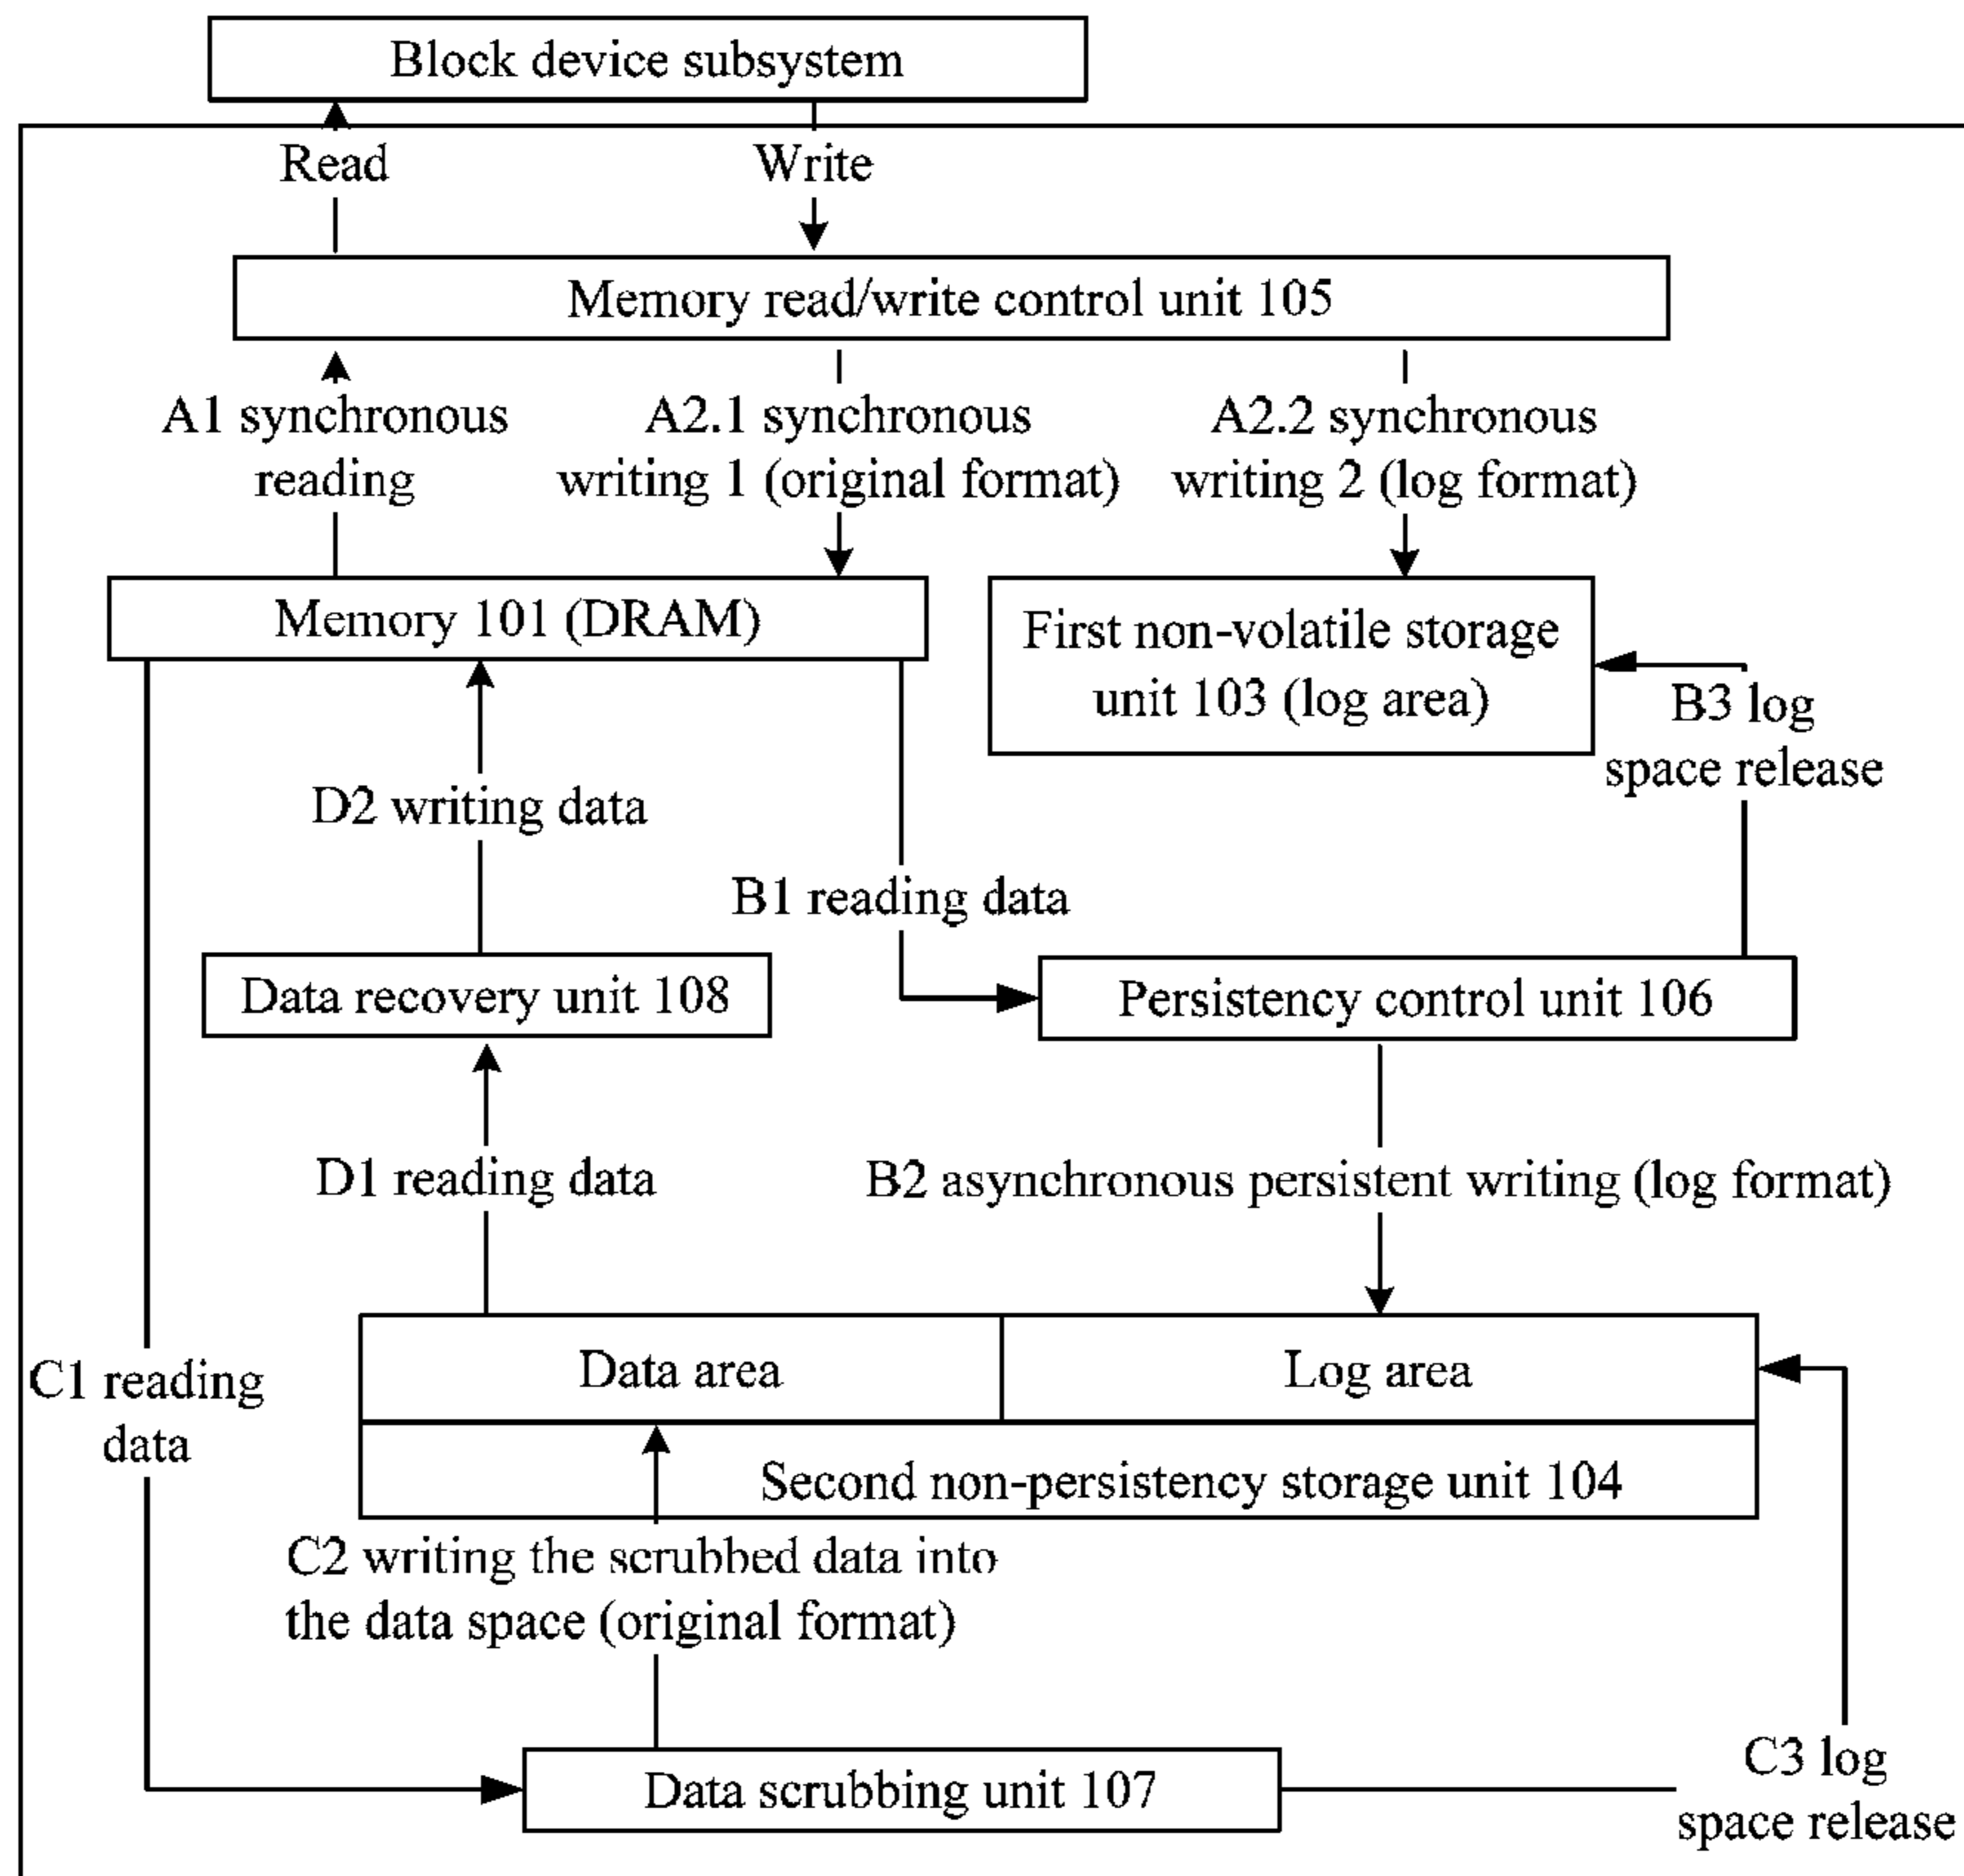 Block device subsystem
Read
Write
Memory read/write control unit 105
A1 synchronous
reading
A2.1 synchronous
writing 1 (original format)
A2.2 synchronous
writing 2 (log format)
Memory 101 (DRAM)
First non-volatile storage
unit 103 (log area)
B3 log
space release
D2 writing data
B1 reading data
Data recovery unit 108
Persistency control unit 106
D1 reading data
B2 asynchronous persistent writing (log format)
C1 reading
data
Data area
Log area
Second non-persistency storage unit 104
C2 writing the scrubbed data into
the data space (original format)
Data scrubbing unit 107
C3 log
space release